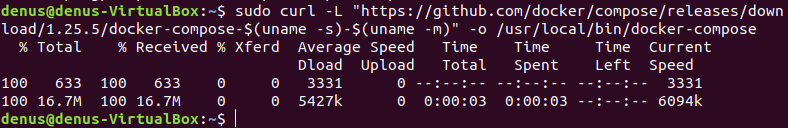 denus@denus-VirtualBox:~$ sudo curl -L "https://github.com/docker/compose/releases/down
load/1.25.5/docker-compose-$(uname -s)-$(uname -m)" -o /usr/local/bin/docker-compose
  % Total    % Received % Xferd  Average Speed   Time    Time     Time  Current
                                 Dload  Upload   Total   Spent    Left  Speed
100   633  100   633    0     0   3331      0 --:--:-- --:--:-- --:--:--  3331
100 16.7M  100 16.7M    0     0  5427k      0  0:00:03  0:00:03 --:--:-- 6094k
denus@denus-VirtualBox:~$